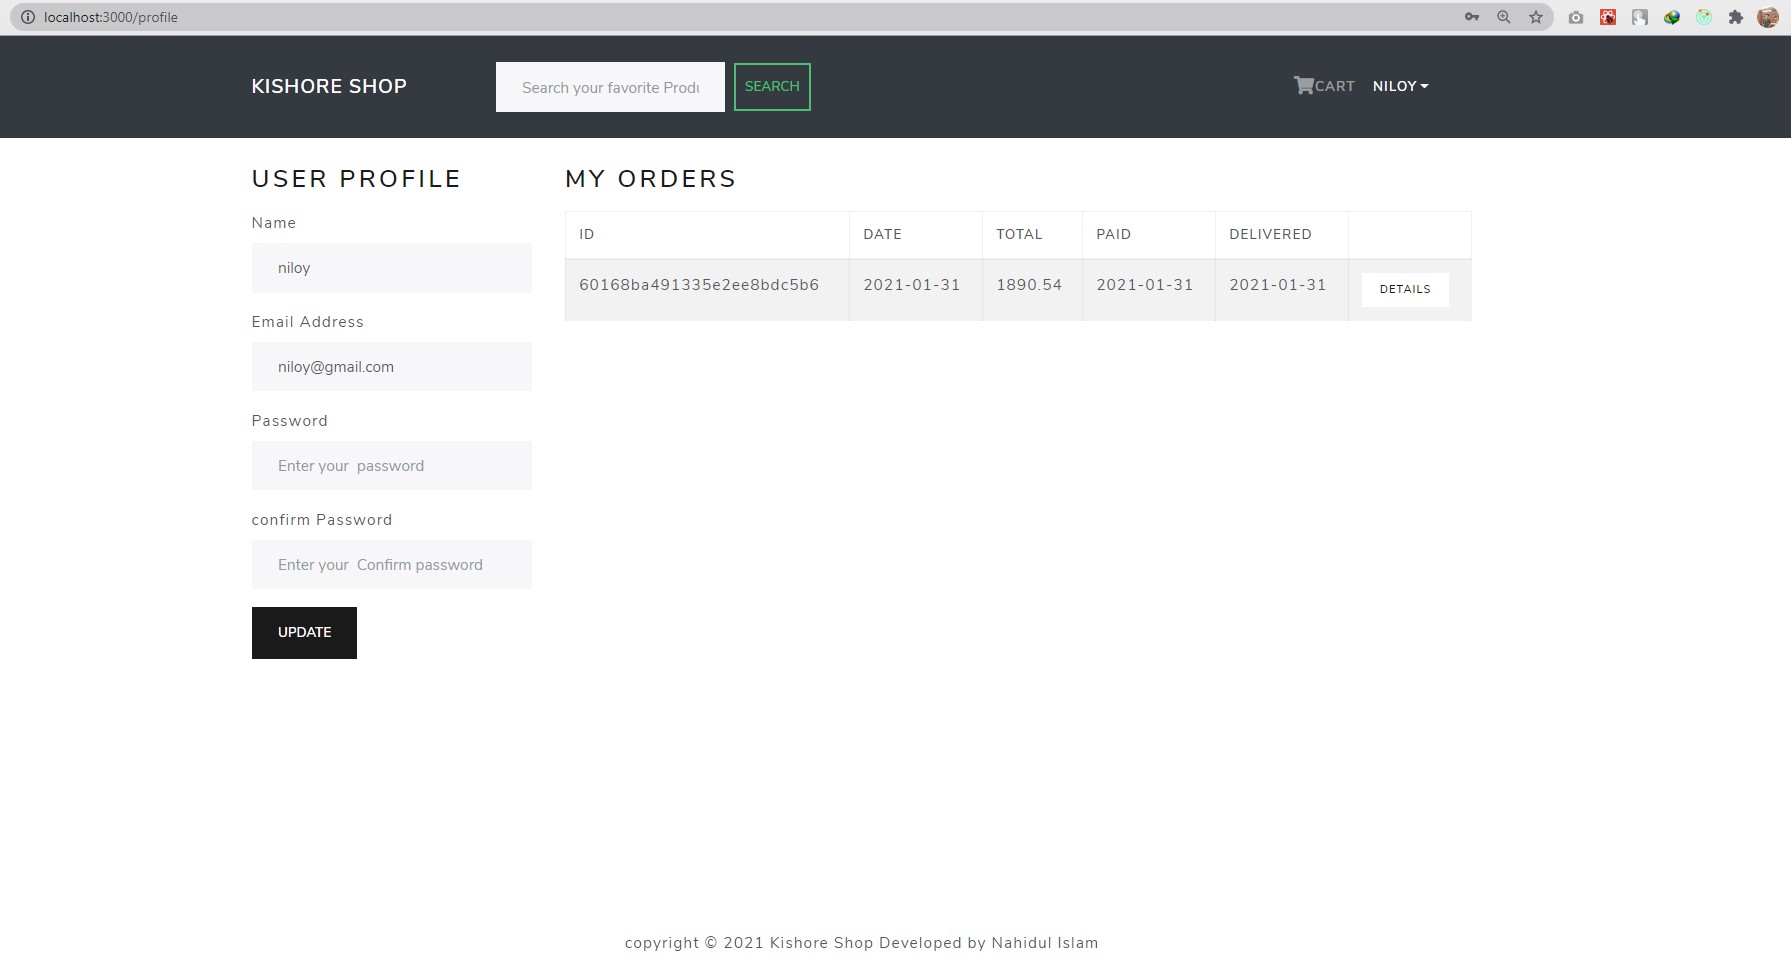 localhost:3000/profile
KISHORE SHOP
Search your favorite Produ
SEARCH
CART
NILOY
USER PROFILE
Name
niloy
Email Address
niloy@gmail.com
Password
Enter your  password
confirm Password
Enter your  Confirm password
UPDATE
MY ORDERS
ID DATE TOTAL PAID DELIVERED
60168ba491335e2ee8bdc5b6 2021-01-31 1890.54 2021-01-31 2021-01-31 DETAILS
copyright © 2021 Kishore Shop Developed by Nahidul Islam